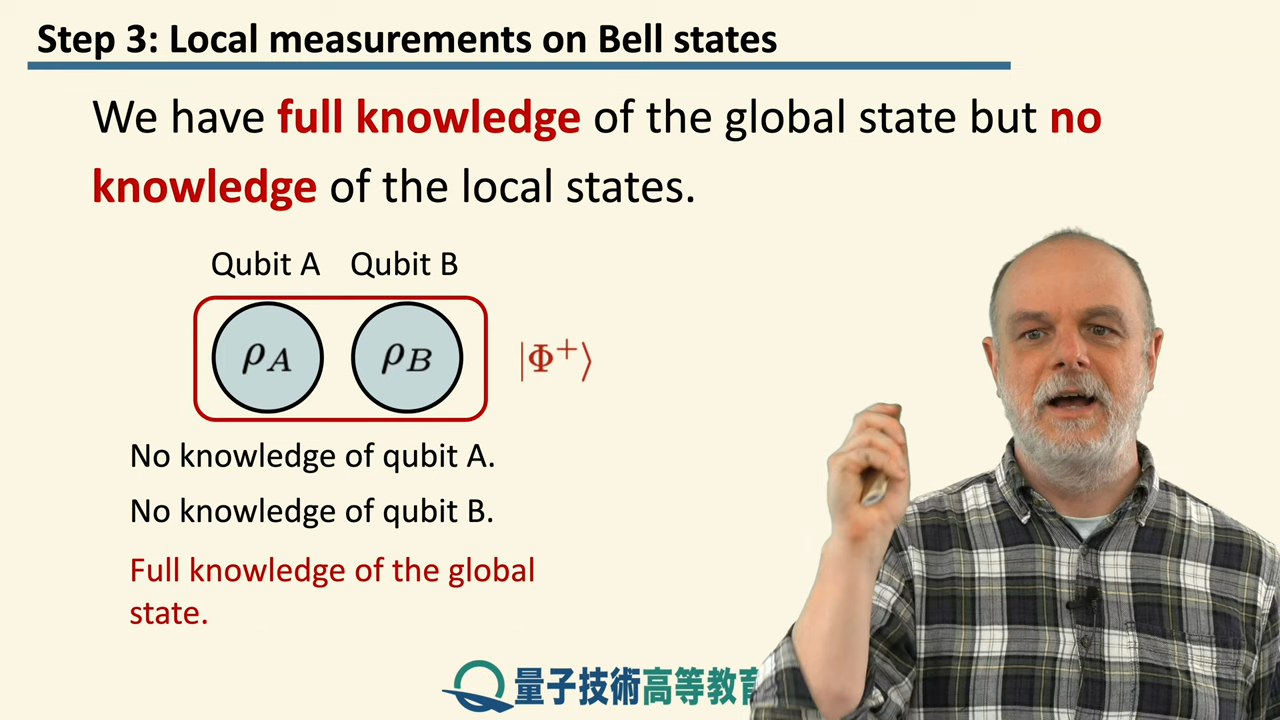 Step 3: Local measurements on Bell states
We have full knowledge of the global state but no
knowledge of the local states.
Qubit A Qubit B
ρA ρB |Φ+⟩
No knowledge of qubit A.
No knowledge of qubit B.
Full knowledge of the global
state.
量子技術高等教育